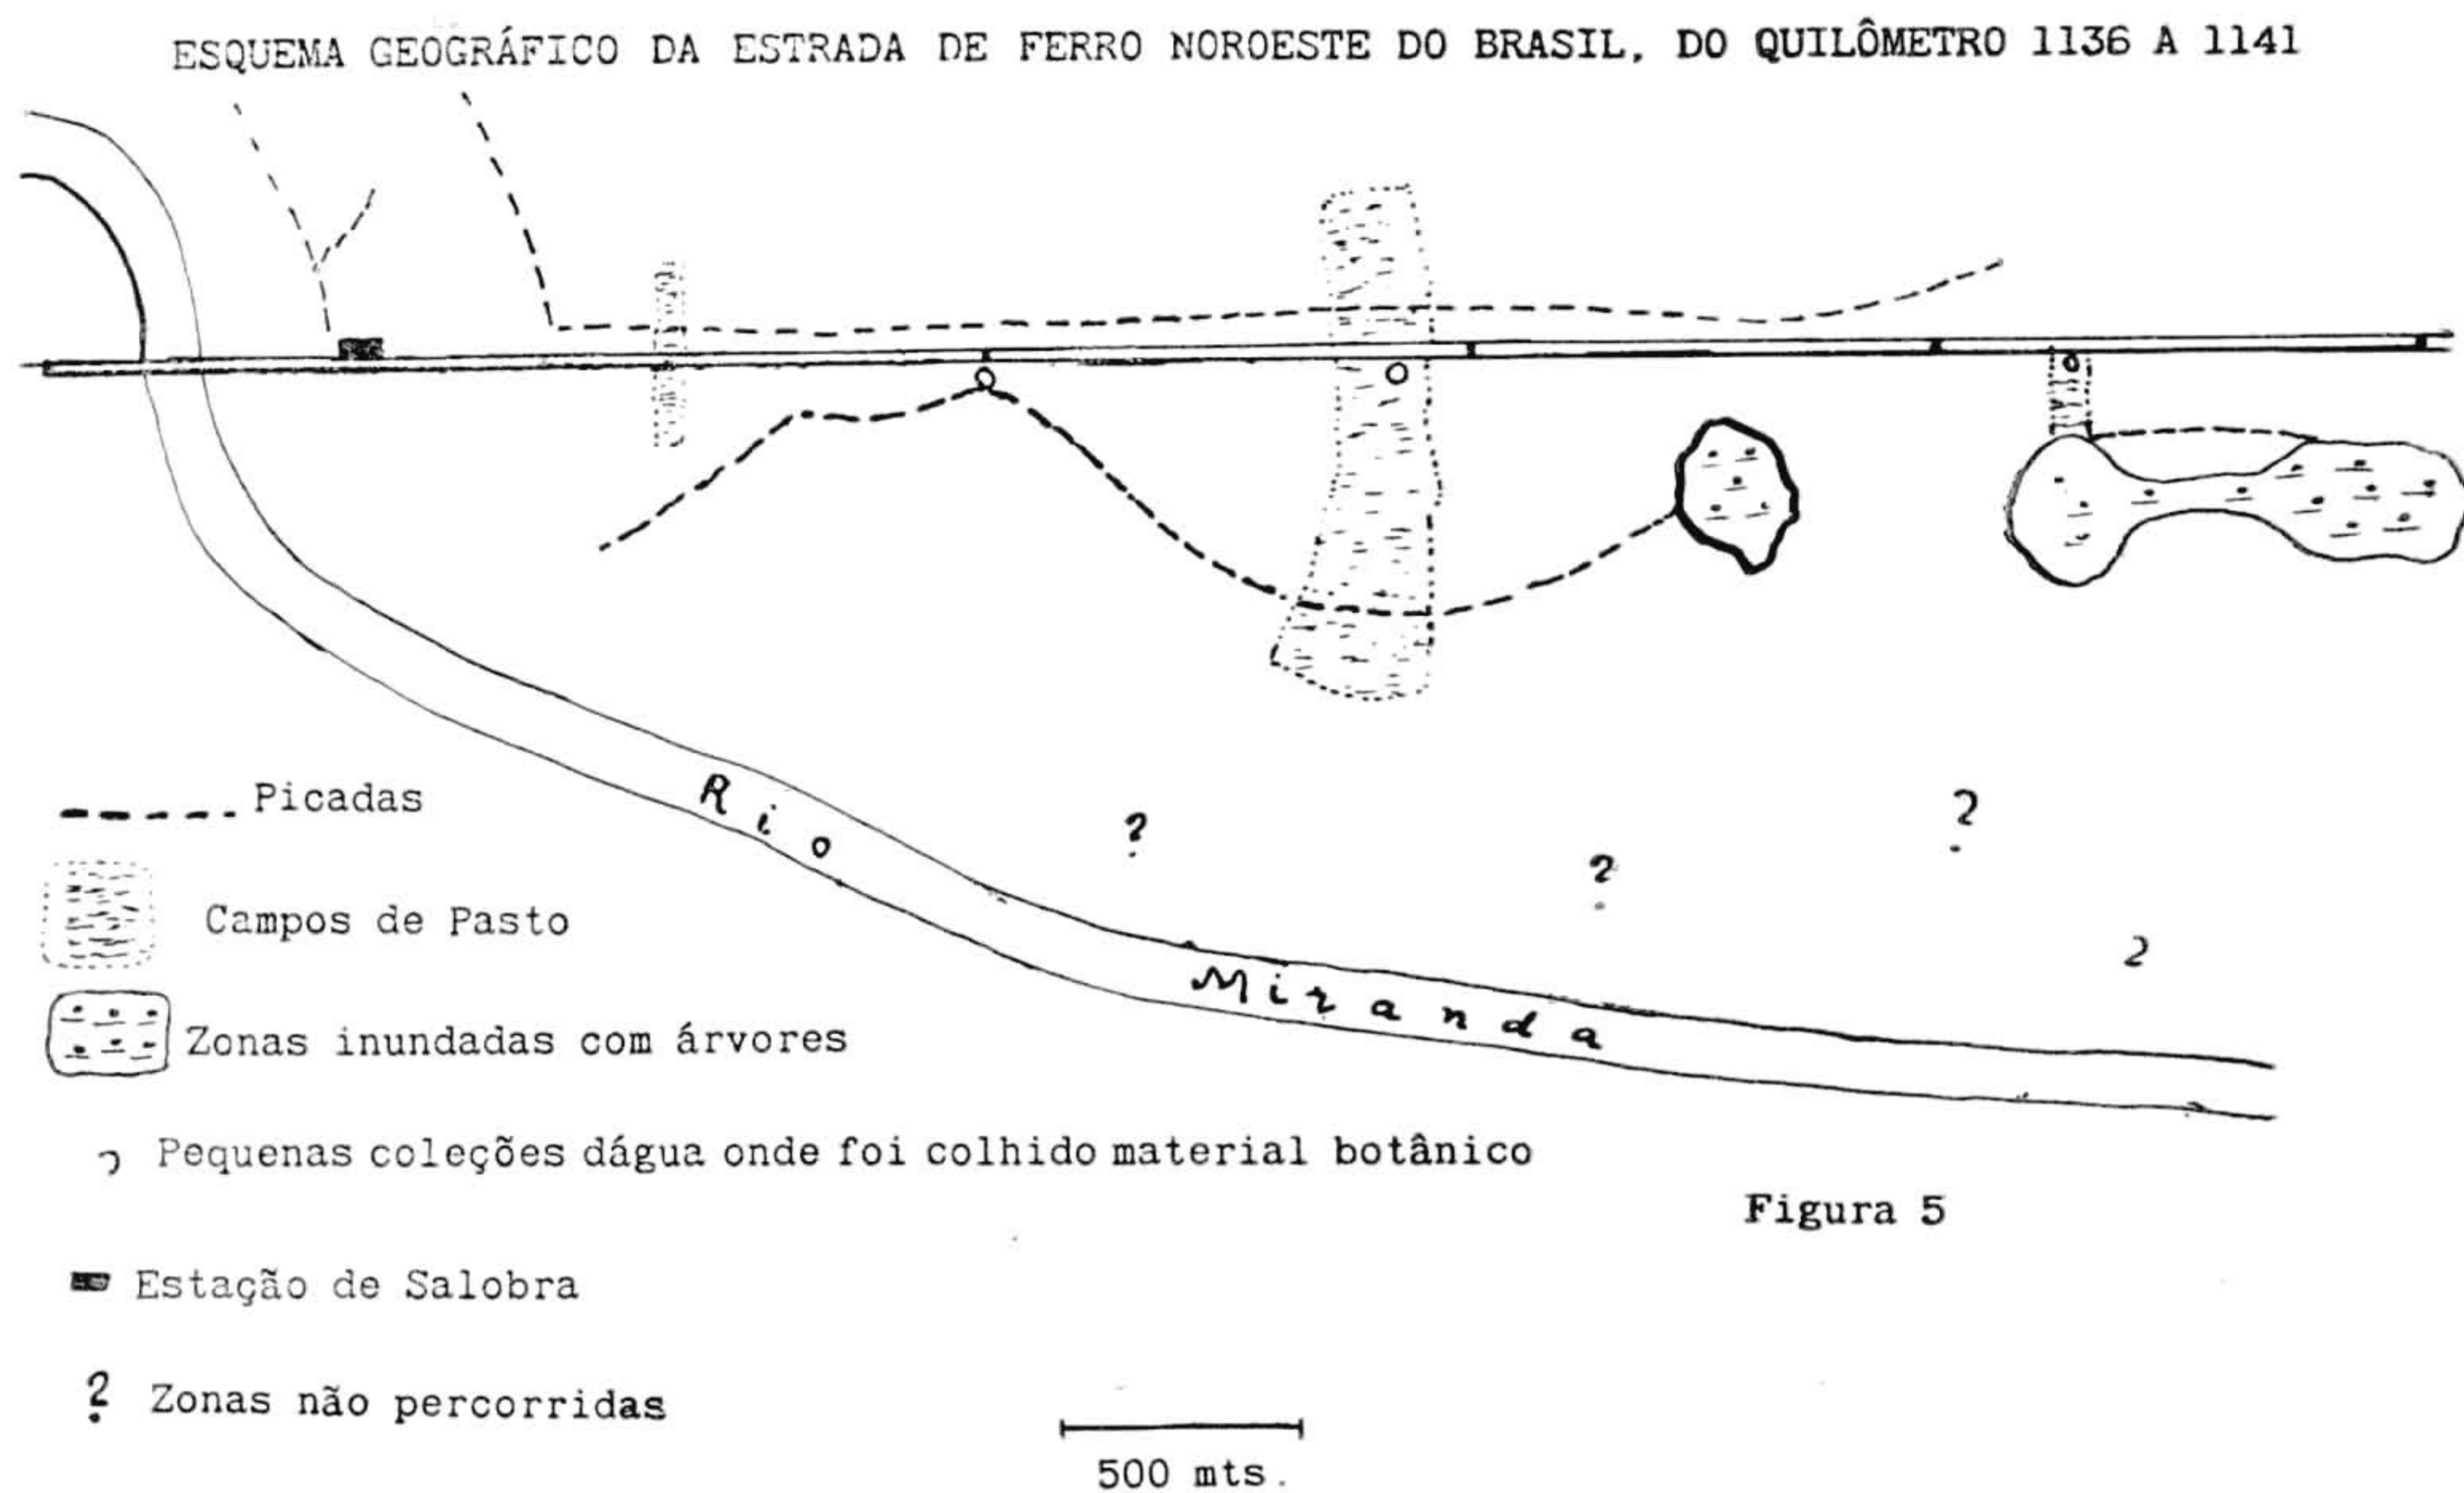 ESQUEMA GEOGRÁFICO DA ESTRADA DE FERRO NOROESTE DO BRASIL, DO QUILÔMETRO 1136 A 1141
Rio
Miranda
?
?
?
?
Picadas
Campos de Pasto
Zonas inundadas com árvores
Pequenas coleções dágua onde foi colhido material botânico
Figura 5
Estação de Salobra
? Zonas não percorridas
500 mts.